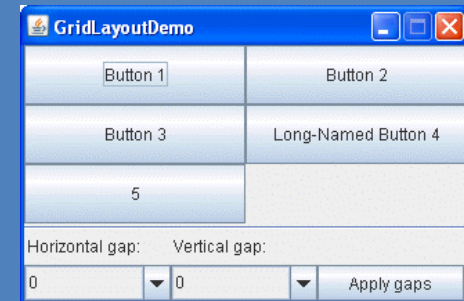 GridLayoutDemo
Button 1 Button 2
Button 3 Long-Named Button 4
5
Horizontal gap: Vertical gap:
0 0 Apply gaps